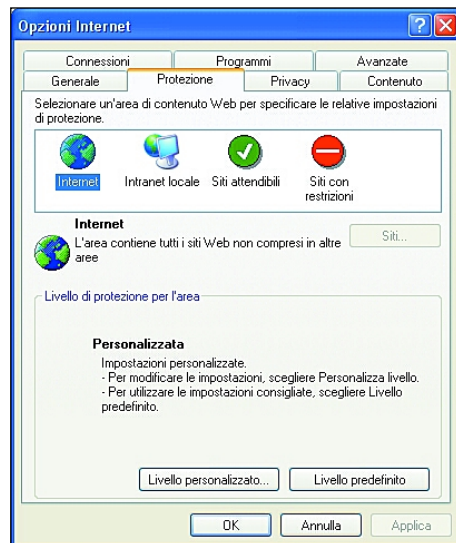 Opzioni Internet
Connessioni Programmi Avanzate
Generale Protezione Privacy Contenuto
Selezionare un'area di contenuto Web per specificare le relative impostazioni
di protezione.
Internet Intranet locale Siti attendibili Siti con
restrizioni
Internet
L'area contiene tutti i siti Web non compresi in altre
aree
Siti...
Livello di protezione per l'area
Personalizzata
Impostazioni personalizzate.
- Per modificare le impostazioni, scegliere Personalizza livello.
- Per utilizzare le impostazioni consigliate, scegliere Livello
predefinito.
Livello personalizzato... Livello predefinito
OK Annulla Applica